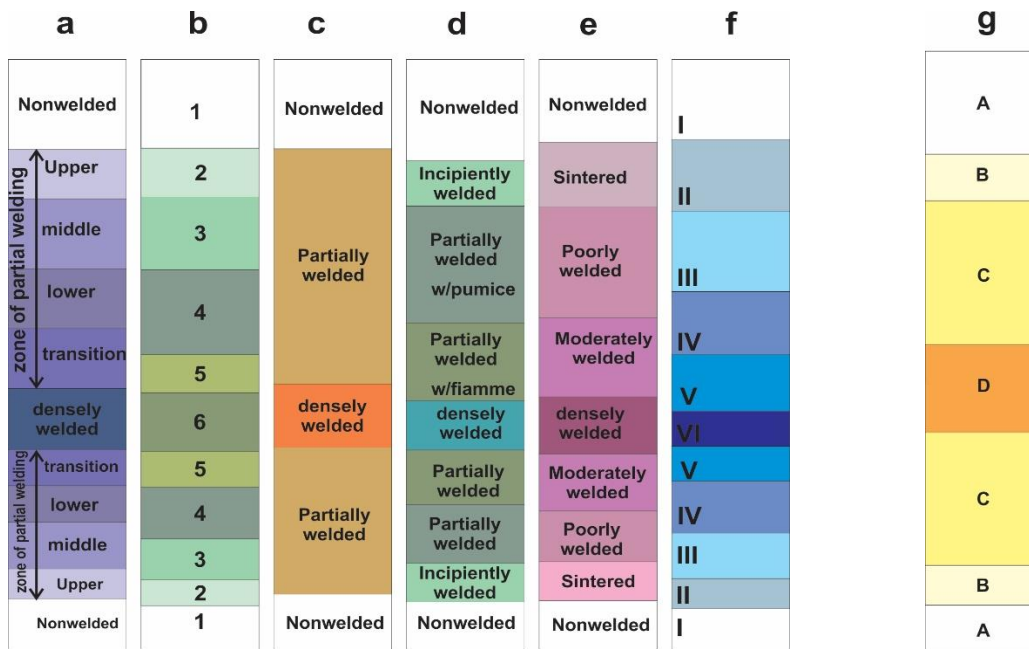 a
b
c
d
e
f
g
Nonwelded
Upper
middle
lower
transition
zone of partial welding
densely
welded
transition
lower
middle
Upper
zone of partial welding
Nonwelded
1
2
3
4
5
6
5
4
3
2
1
Nonwelded
Partially
welded
densely
welded
Partially
welded
Nonwelded
Nonwelded
Incipiently
welded
Partially
welded
w/pumice
Partially
welded
w/fiamme
densely
welded
Partially
welded
Partially
welded
Incipiently
welded
Nonwelded
Nonwelded
Sintered
Poorly
welded
Moderately
welded
densely
welded
Moderately
welded
Poorly
welded
Sintered
Nonwelded
I
II
III
IV
V
VI
V
IV
III
II
I
A
B
C
D
C
B
A